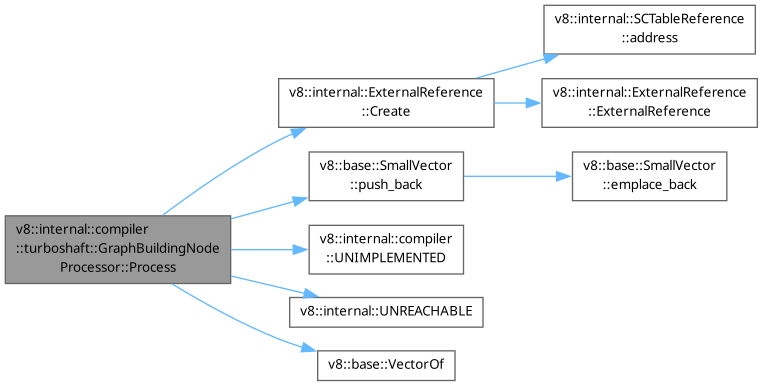 v8::internal::SCTableReference
::address
v8::internal::ExternalReference
::Create
v8::internal::ExternalReference
::ExternalReference
v8::base::SmallVector
::push_back
v8::base::SmallVector
::emplace_back
v8::internal::compiler
::turboshaft::GraphBuildingNode
Processor::Process
v8::internal::compiler
::UNIMPLEMENTED
v8::internal::UNREACHABLE
v8::base::VectorOf